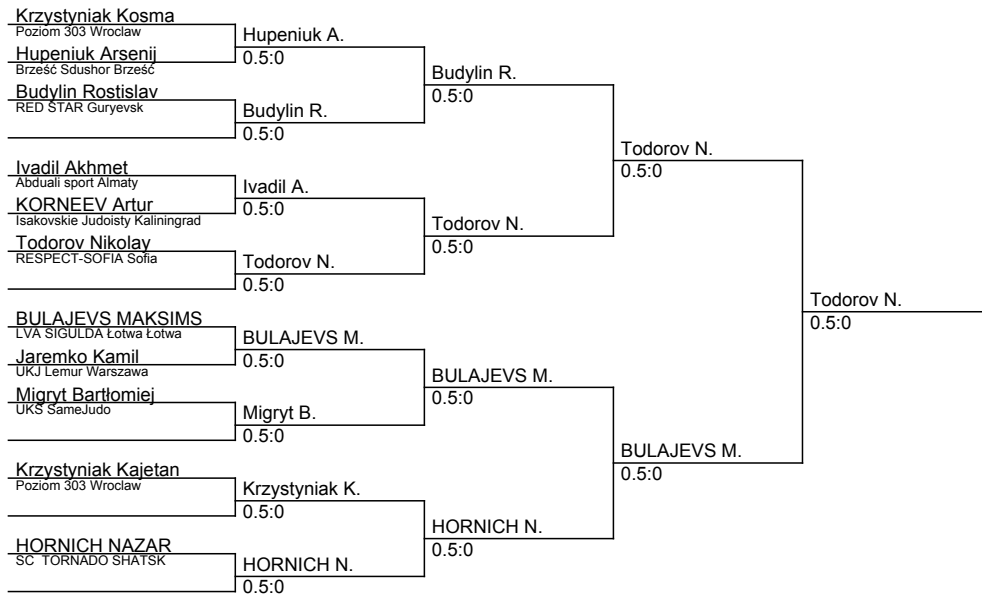 Krzystyniak Kosma
Poziom 303 Wroclaw
Hupeniuk Arsenij
Brześć Sdushor Brześć
Budylin Rostislav
RED STAR Guryevsk
Ivadil Akhmet
Abduali sport Almaty
KORNEEV Artur
Isakovskie Judoisty Kaliningrad
Todorov Nikolay
RESPECT-SOFIA Sofia
BULAJEVS MAKSIMS
LVA SIGULDA Łotwa Łotwa
Jaremko Kamil
UKJ Lemur Warszawa
Migryt Bartłomiej
UKS SameJudo
Krzystyniak Kajetan
Poziom 303 Wroclaw
HORNICH NAZAR
SC TORNADO SHATSK
Hupeniuk A.
0.5:0
Budylin R.
0.5:0
Ivadil A.
0.5:0
Todorov N.
0.5:0
BULAJEVS M.
0.5:0
Migryt B.
0.5:0
Krzystyniak K.
0.5:0
HORNICH N.
0.5:0
Budylin R.
0.5:0
Todorov N.
0.5:0
BULAJEVS M.
0.5:0
HORNICH N.
0.5:0
Todorov N.
0.5:0
BULAJEVS M.
0.5:0
Todorov N.
0.5:0